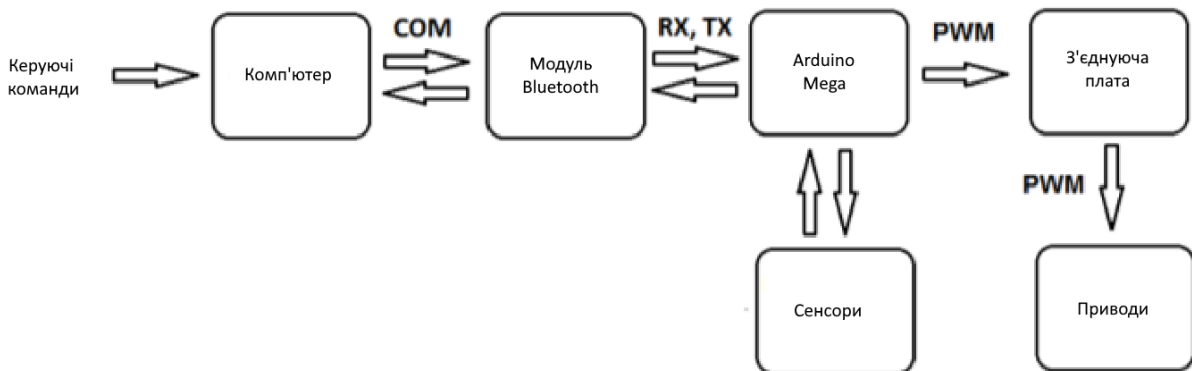 COM
RX, TX
PWM
Керуючі
команди
Комп'ютер
Модуль
Bluetooth
Arduino
Mega
З'єднуюча
плата
PWM
Сенсори
Приводи